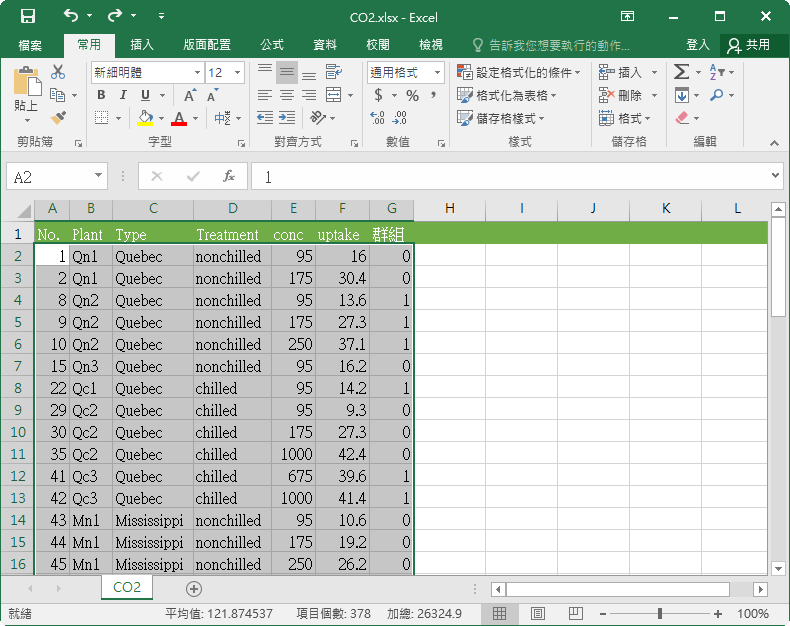 CO2.xlsx - Excel
檔案 常用 插入 版面配置 公式 資料 校閱 檢視 告訴我您想要執行的動作... 登入 共用
貼上 新細明體 12 B I U A A A 中 通用格式 $ % , .0 .00 .00 .0 設定格式化的條件 格式化為表格 儲存格樣式 插入 刪除 格式 Σ A Z
剪貼簿 字型 對齊方式 數值 樣式 儲存格 編輯
A2 fx 1
A B C D E F G H I J K L
1 No. Plant Type Treatment conc uptake 群組
2 1 Qn1 Quebec nonchilled 95 16 0
3 2 Qn1 Quebec nonchilled 175 30.4 0
4 8 Qn2 Quebec nonchilled 95 13.6 1
5 9 Qn2 Quebec nonchilled 175 27.3 1
6 10 Qn2 Quebec nonchilled 250 37.1 1
7 15 Qn3 Quebec nonchilled 95 16.2 0
8 22 Qc1 Quebec chilled 95 14.2 1
9 29 Qc2 Quebec chilled 95 9.3 0
10 30 Qc2 Quebec chilled 175 27.3 0
11 35 Qc2 Quebec chilled 1000 42.4 0
12 41 Qc3 Quebec chilled 675 39.6 1
13 42 Qc3 Quebec chilled 1000 41.4 1
14 43 Mn1 Mississippi nonchilled 95 10.6 0
15 44 Mn1 Mississippi nonchilled 175 19.2 0
16 45 Mn1 Mississippi nonchilled 250 26.2 0
CO2
就緒 平均值: 121.874537 項目個數: 378 加總: 26324.9 100%